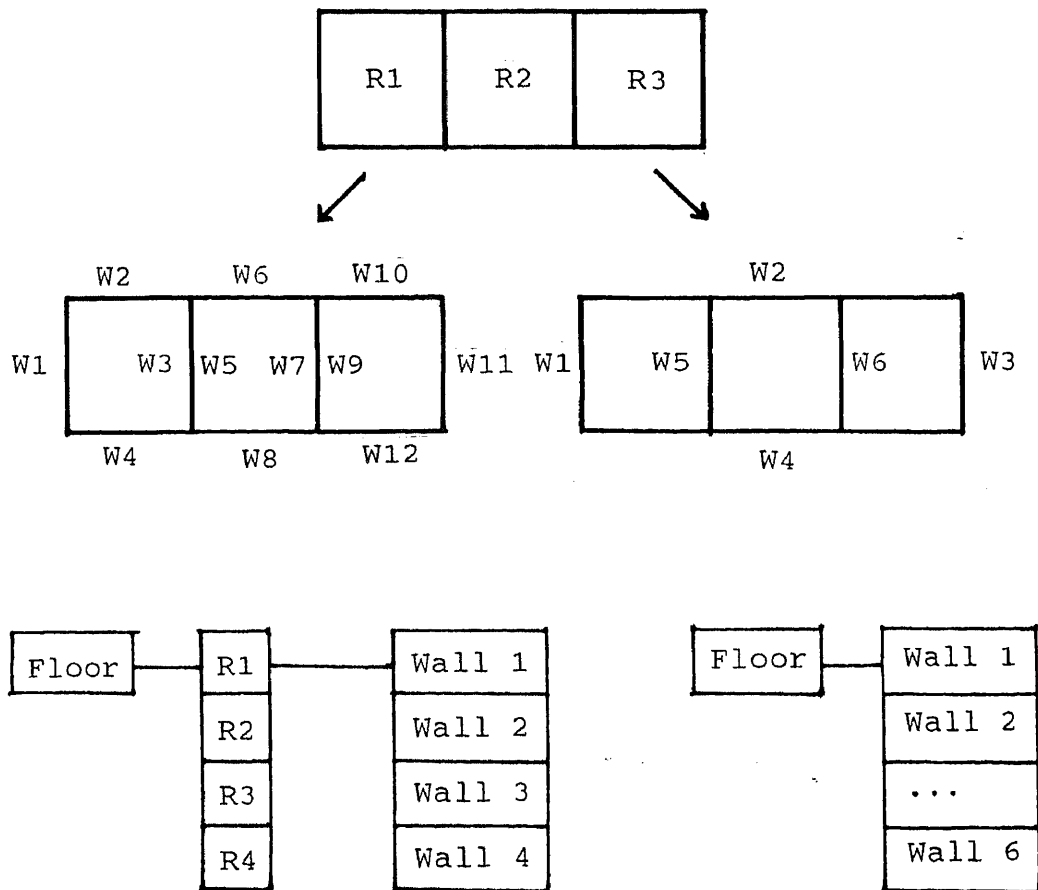 R1 R2 R3
W2 W6 W10 W2
W1 W3 W5 W7 W9 W11 W1 W5 W6 W3
W4 W8 W12 W4
Floor R1 Wall 1 Floor Wall 1
R2 Wall 2 Wall 2
R3 Wall 3 ...
R4 Wall 4 Wall 6